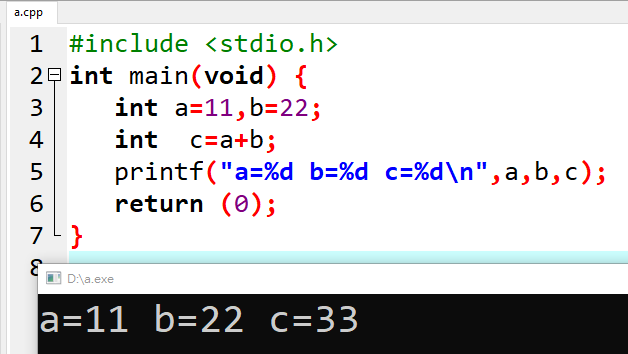 a.cpp
1 #include <stdio.h>
2 int main(void) {
3 int a=11,b=22;
4 int  c=a+b;
5 printf("a=%d b=%d c=%d\n",a,b,c);
6 return (0);
7 }
8
D:\a.exe
a=11 b=22 c=33